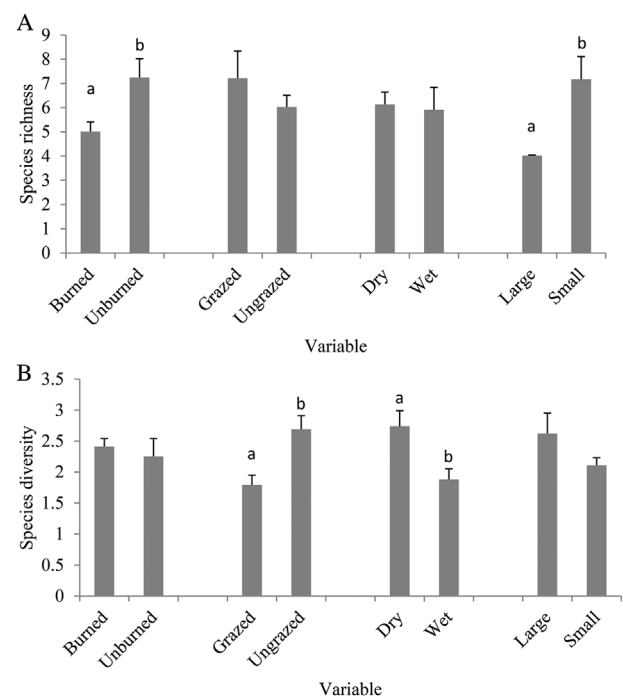 A
Species richness
9
8
7
6
5
4
3
2
1
0
a
b
a
b
Burned
Unburned
Grazed
Ungrazed
Dry
Wet
Large
Small
Variable
B
Species diversity
3.5
3
2.5
2
1.5
1
0.5
0
a
b
a
b
Burned
Unburned
Grazed
Ungrazed
Dry
Wet
Large
Small
Variable